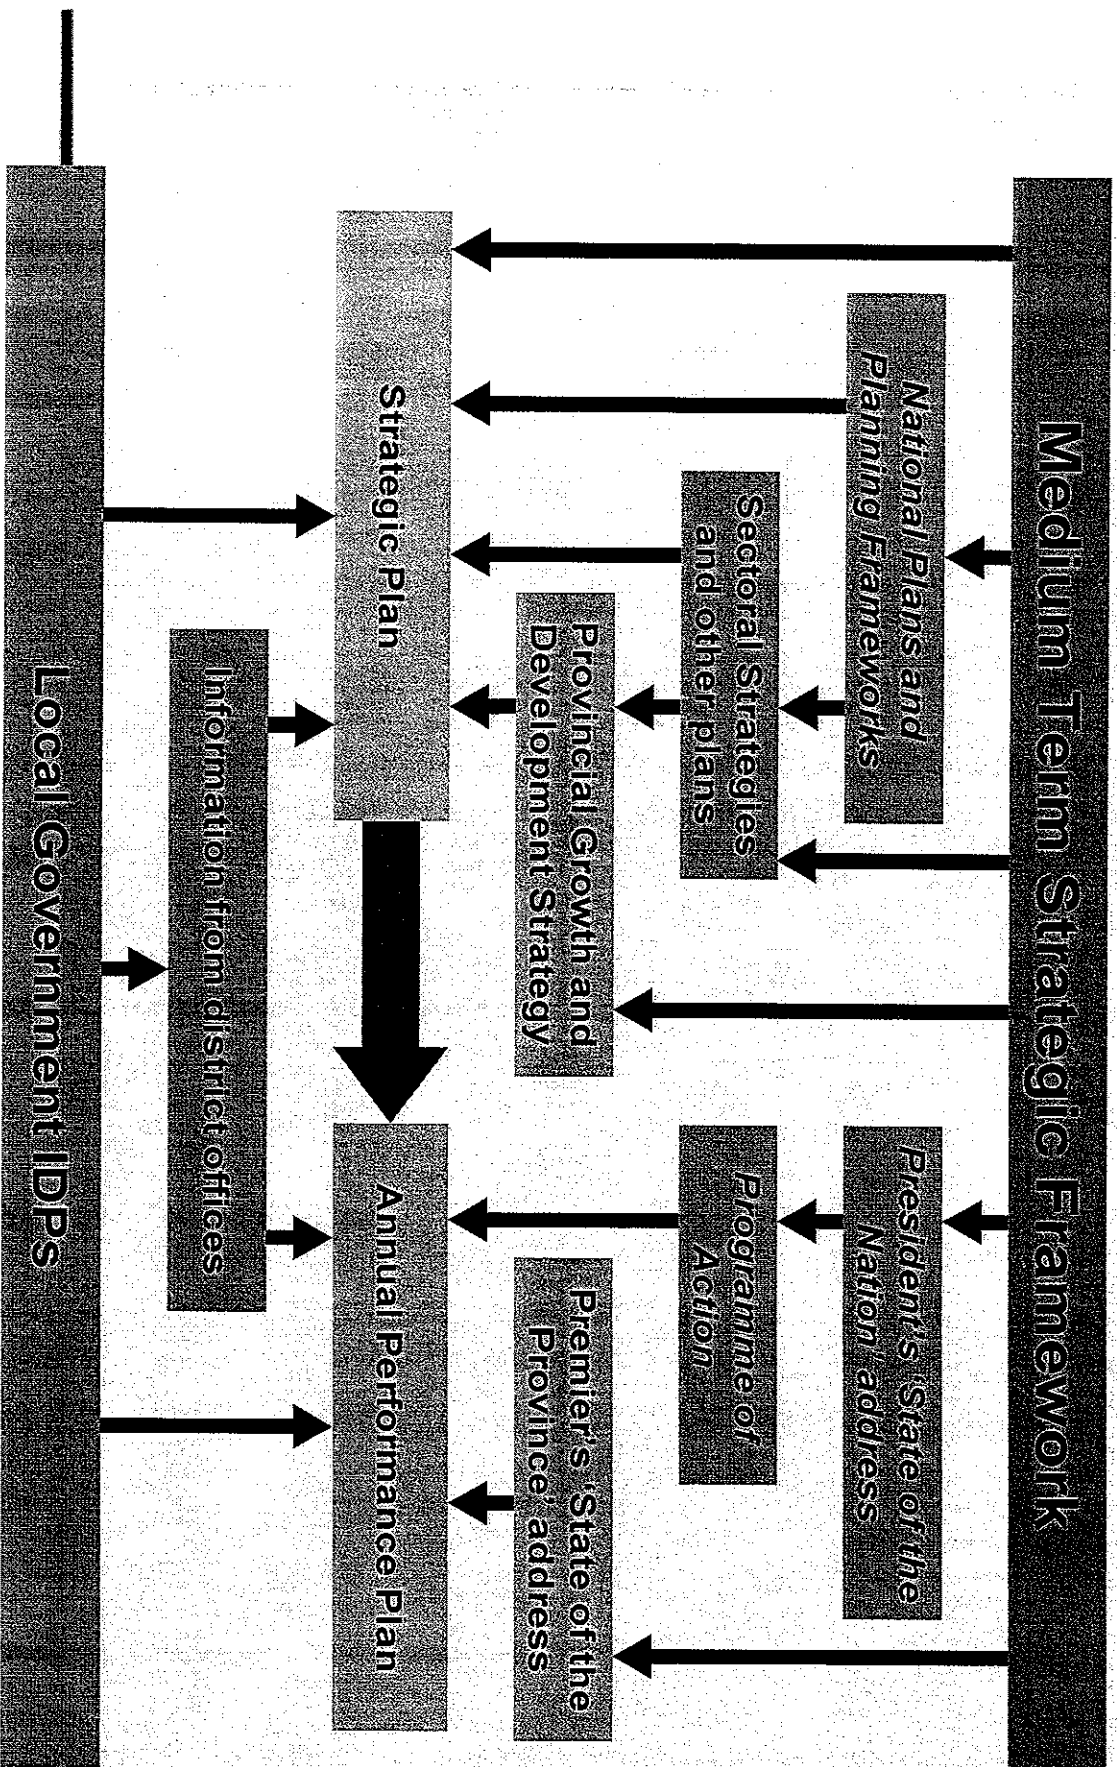 Medium Term Strategic Framework
National Plans and
Planning Frameworks
President's 'State of the
Nation' address
Sectoral Strategies
and other plans
Programme of
Action
Provincial Growth and
Development Strategy
Premier's 'State of the
Province' address
Strategic Plan
Annual Performance Plan
Information from district offices
Local Government IDPs